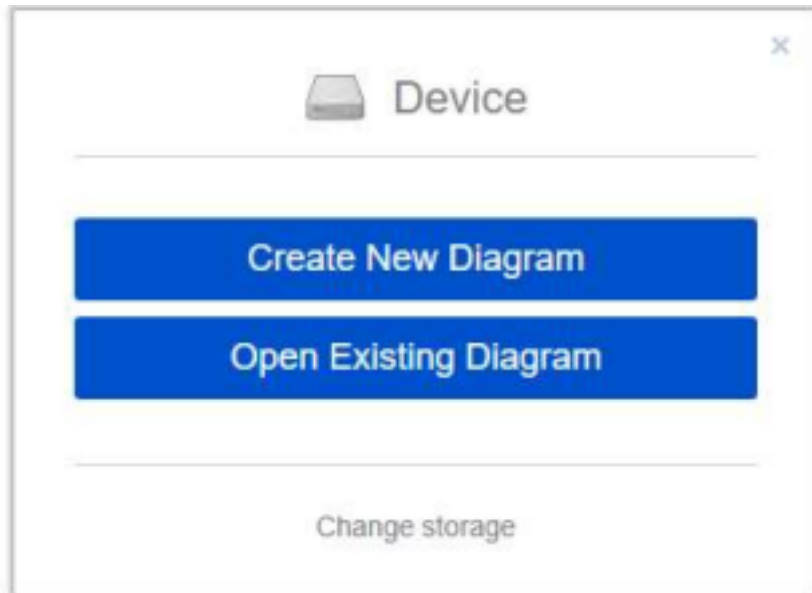 Device
Create New Diagram
Open Existing Diagram
Change storage